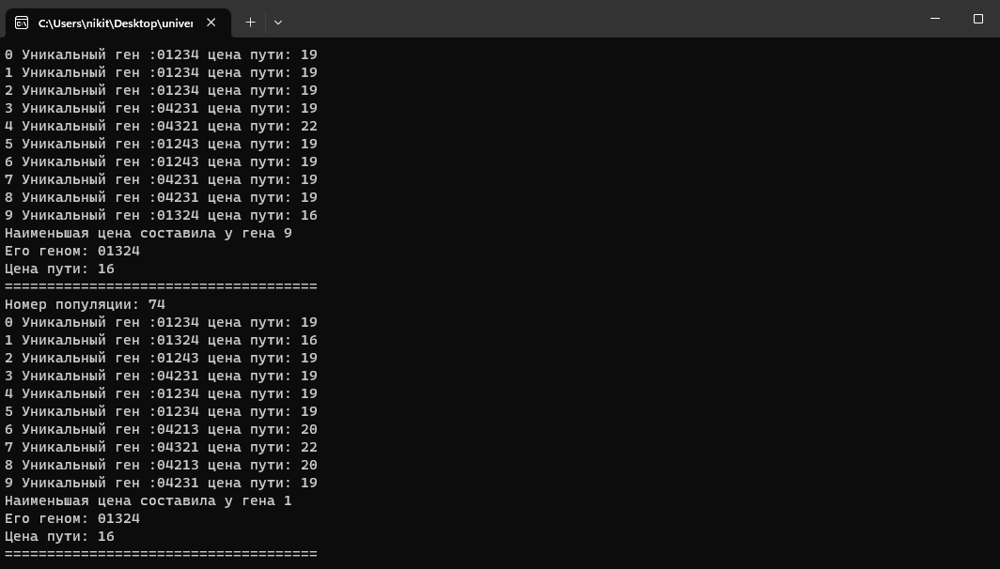 C:\Users\nikit\Desktop\univer
0 Уникальный ген :01234 цена пути: 19
1 Уникальный ген :01234 цена пути: 19
2 Уникальный ген :01234 цена пути: 19
3 Уникальный ген :04231 цена пути: 19
4 Уникальный ген :04321 цена пути: 22
5 Уникальный ген :01243 цена пути: 19
6 Уникальный ген :01243 цена пути: 19
7 Уникальный ген :04231 цена пути: 19
8 Уникальный ген :04231 цена пути: 19
9 Уникальный ген :01324 цена пути: 16
Наименьшая цена составила у гена 9
Его геном: 01324
Цена пути: 16
=====================================
Номер популяции: 74
0 Уникальный ген :01234 цена пути: 19
1 Уникальный ген :01324 цена пути: 16
2 Уникальный ген :01243 цена пути: 19
3 Уникальный ген :04231 цена пути: 19
4 Уникальный ген :01234 цена пути: 19
5 Уникальный ген :01234 цена пути: 19
6 Уникальный ген :04213 цена пути: 20
7 Уникальный ген :04321 цена пути: 22
8 Уникальный ген :04213 цена пути: 20
9 Уникальный ген :04231 цена пути: 19
Наименьшая цена составила у гена 1
Его геном: 01324
Цена пути: 16
=====================================